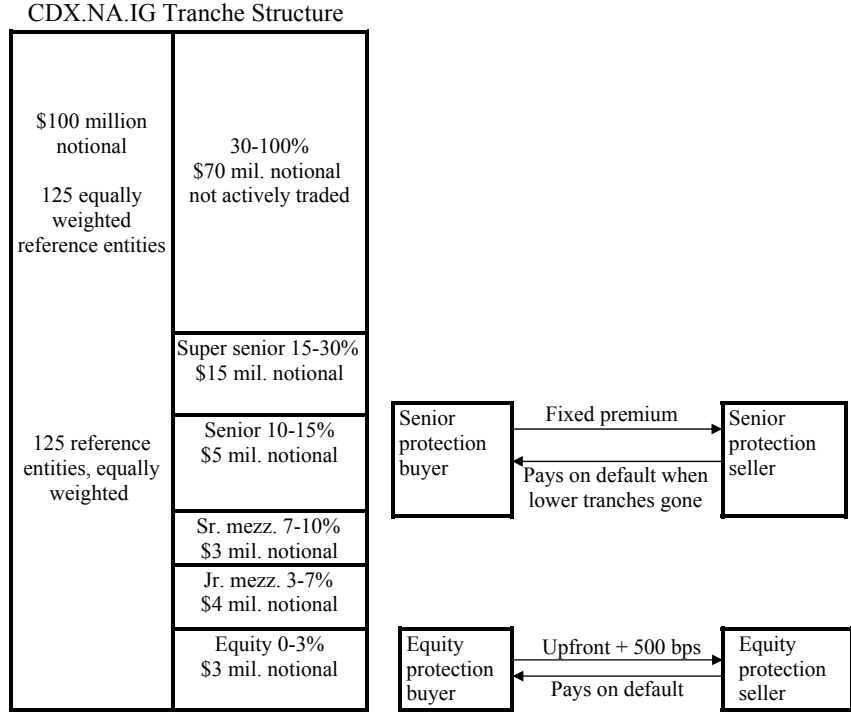 CDX.NA.IG Tranche Structure
$100 million
notional
125 equally
weighted
reference entities
125 reference
entities, equally
weighted
30-100%
$70 mil. notional
not actively traded
Super senior 15-30%
$15 mil. notional
Senior 10-15%
$5 mil. notional
Sr. mezz. 7-10%
$3 mil. notional
Jr. mezz. 3-7%
$4 mil. notional
Equity 0-3%
$3 mil. notional
Senior
protection
buyer
Fixed premium
Pays on default when
lower tranches gone
Senior
protection
seller
Equity
protection
buyer
Upfront + 500 bps
Pays on default
Equity
protection
seller